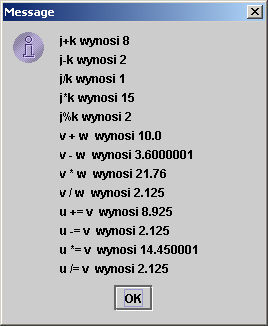 Message
j+k wynosi 8
j-k wynosi 2
j/k wynosi 1
j*k wynosi 15
j%k wynosi 2
v + w  wynosi 10.0
v - w  wynosi 3.6000001
v * w  wynosi 21.76
v / w  wynosi 2.125
u += v  wynosi 8.925
u -= v  wynosi 2.125
u *= v  wynosi 14.450001
u /= v  wynosi 2.125
OK